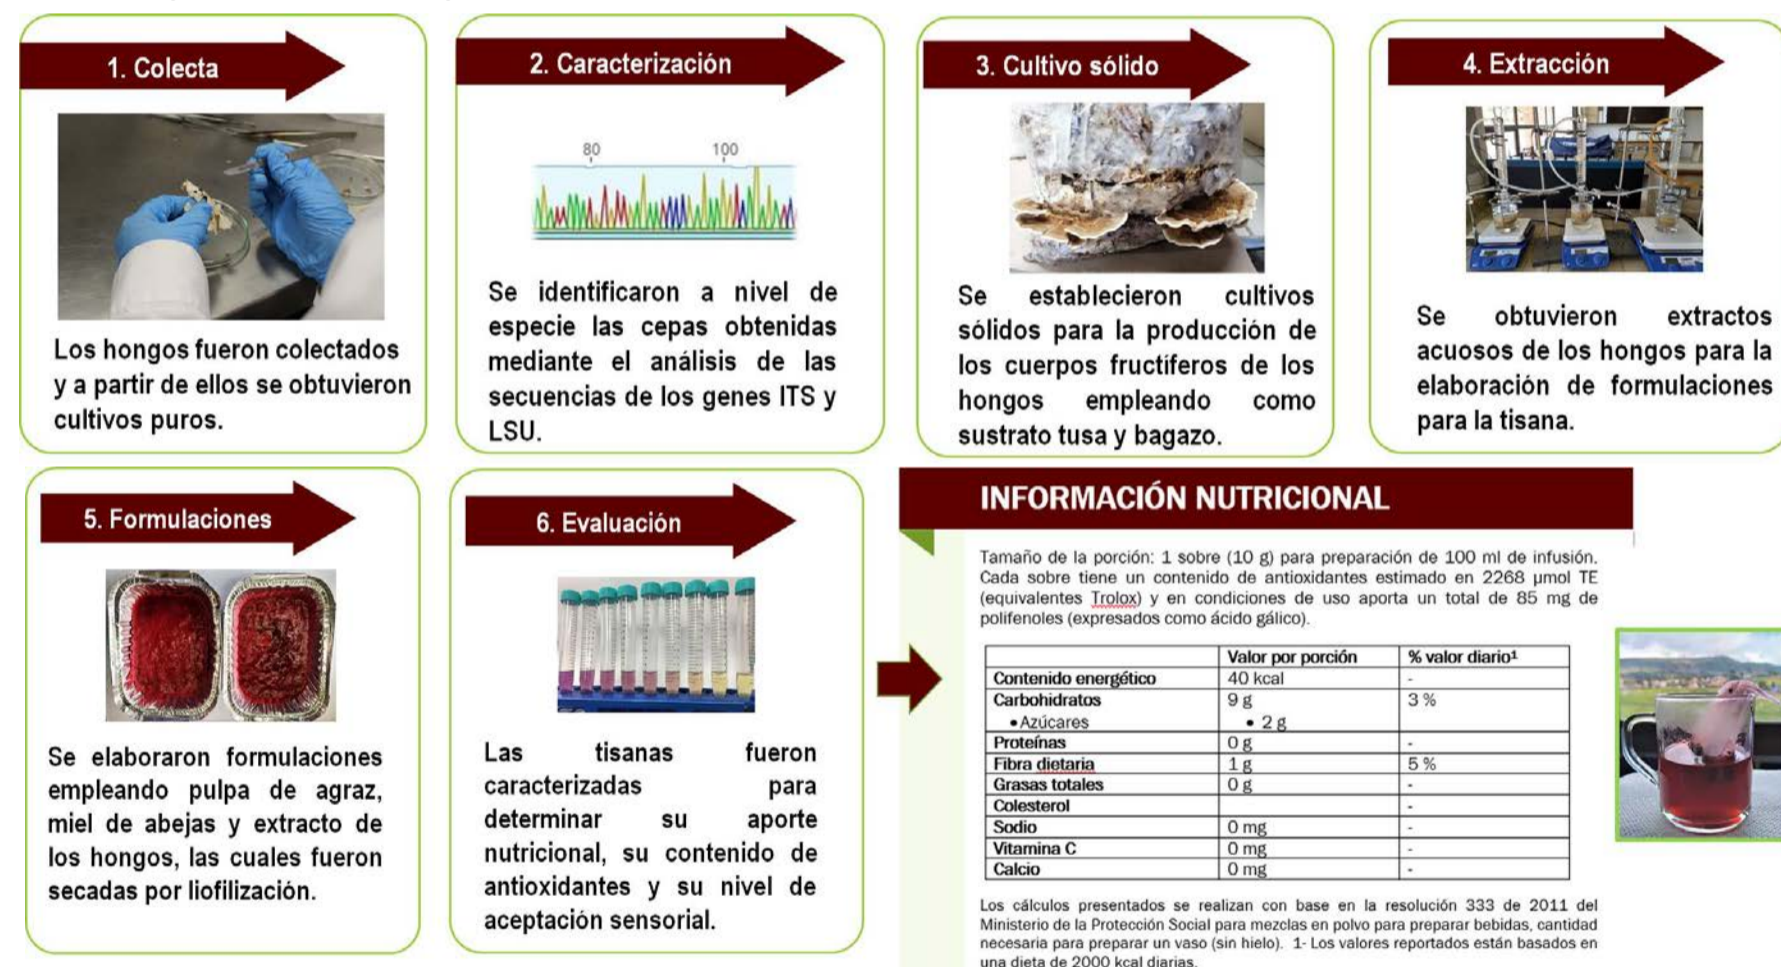 1. Colecta
Los hongos fueron colectados
y a partir de ellos se obtuvieron
cultivos puros.
2. Caracterización
80 100
Se identificaron a nivel de
especie las cepas obtenidas
mediante el análisis de las
secuencias de los genes ITS y
LSU.
3. Cultivo sólido
Se establecieron cultivos
sólidos para la producción de
los cuerpos fructíferos de los
hongos empleando como
sustrato tusa y bagazo.
4. Extracción
Se obtuvieron extractos
acuosos de los hongos para la
elaboración de formulaciones
para la tisana.
5. Formulaciones
Se elaboraron formulaciones
empleando pulpa de agraz,
miel de abejas y extracto de
los hongos, las cuales fueron
secadas por liofilización.
6. Evaluación
Las tisanas fueron
caracterizadas para
determinar su aporte
nutricional, su contenido de
antioxidantes y su nivel de
aceptación sensorial.
INFORMACIÓN NUTRICIONAL
Tamaño de la porción: 1 sobre (10 g) para preparación de 100 ml de infusión.
Cada sobre tiene un contenido de antioxidantes estimado en 2268 µmol TE
(equivalentes Trolox) y en condiciones de uso aporta un total de 85 mg de
polifenoles (expresados como ácido gálico).
Valor por porción % valor diario¹
Contenido energético 40 kcal -
Carbohidratos 9 g 3 %
• Azúcares • 2 g
Proteínas 0 g -
Fibra dietaria 1 g 5 %
Grasas totales 0 g -
Colesterol -
Sodio 0 mg -
Vitamina C 0 mg -
Calcio 0 mg -
Los cálculos presentados se realizan con base en la resolución 333 de 2011 del
Ministerio de la Protección Social para mezclas en polvo para preparar bebidas, cantidad
necesaria para preparar un vaso (sin hielo). 1- Los valores reportados están basados en
una dieta de 2000 kcal diarias.